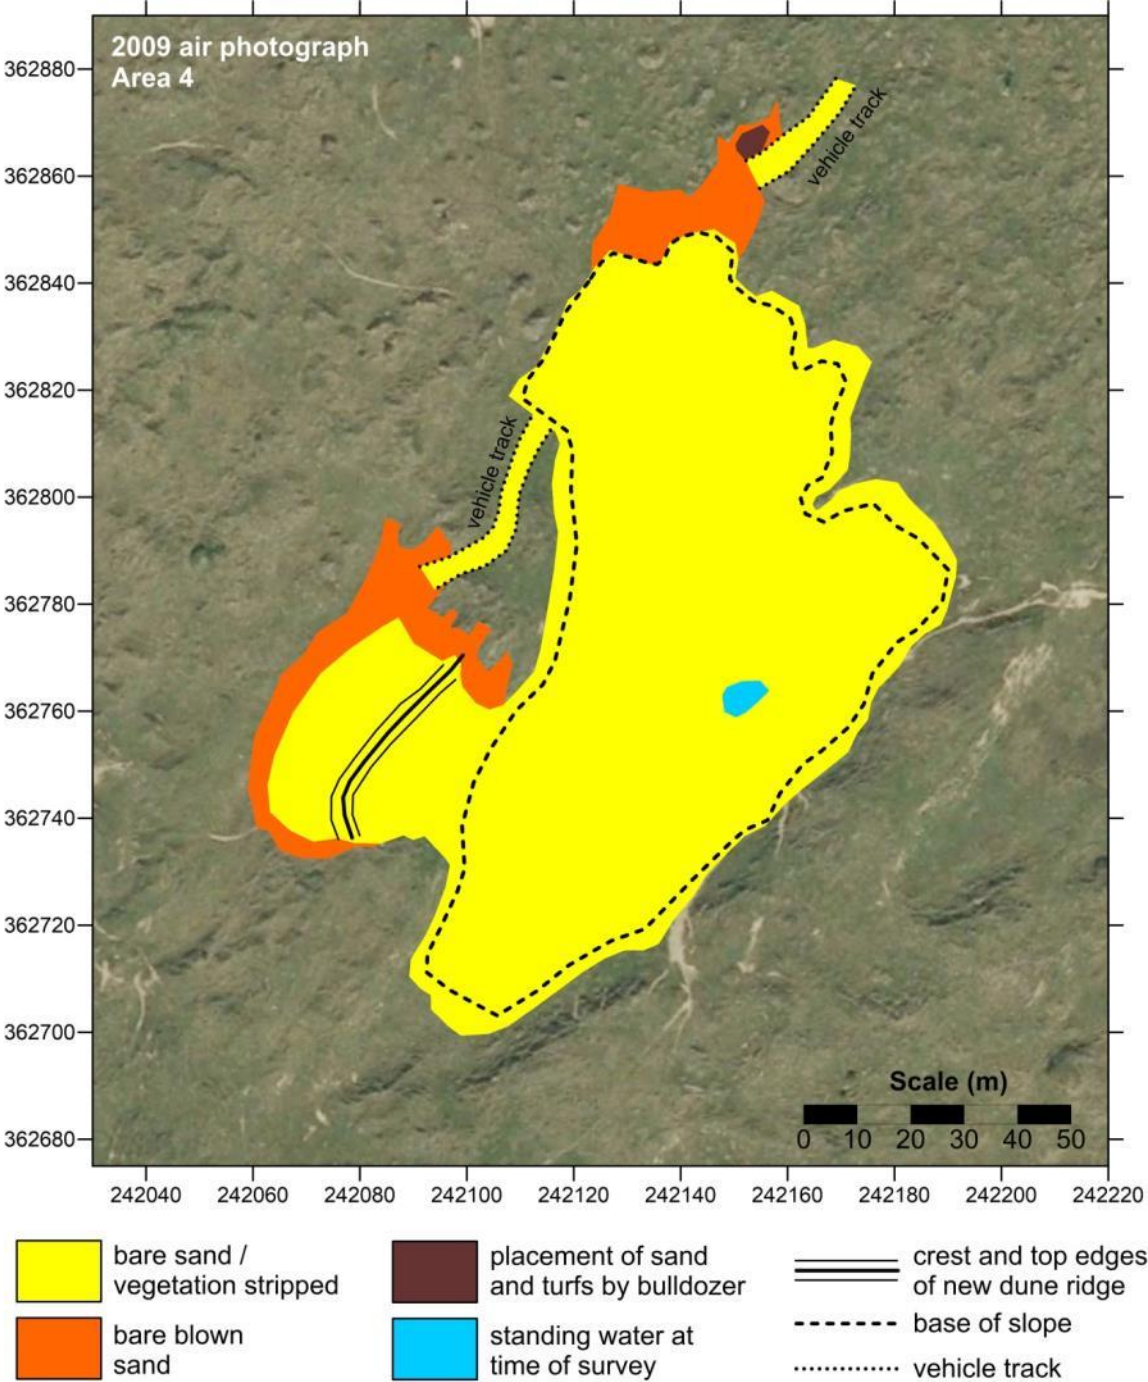 2009 air photograph
Area 4
362880
362860
362840
362820
362800
362780
362760
362740
362720
362700
362680
vehicle track
vehicle track
Scale (m)
0 10 20 30 40 50
242040 242060 242080 242100 242120 242140 242160 242180 242200 242220
bare sand /
vegetation stripped
bare blown
sand
placement of sand
and turfs by bulldozer
standing water at
time of survey
crest and top edges
of new dune ridge
base of slope
vehicle track